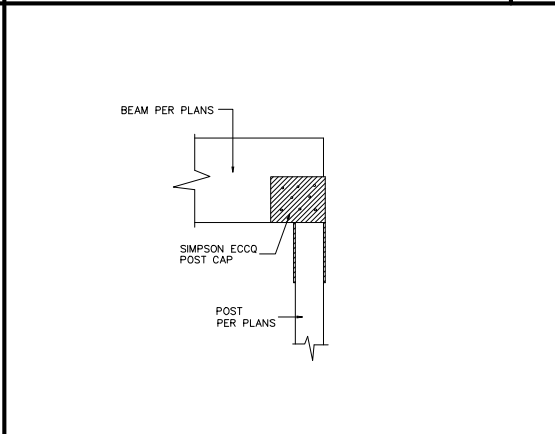 BEAM PER PLANS
SIMPSON ECCQ
POST CAP
POST
PER PLANS